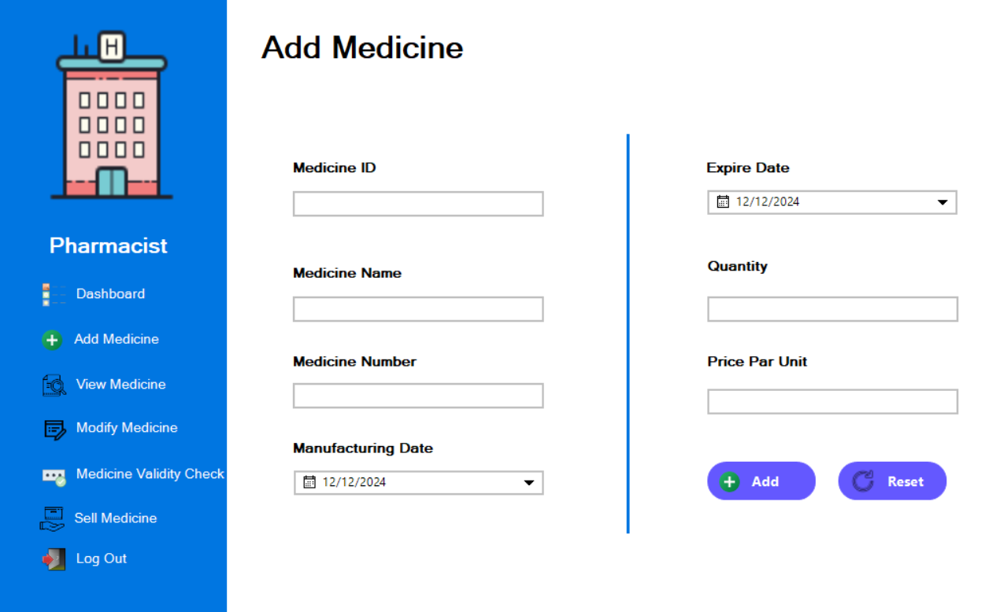 H
Pharmacist
Dashboard
Add Medicine
View Medicine
Modify Medicine
Medicine Validity Check
Sell Medicine
Log Out
Add Medicine
Medicine ID
Medicine Name
Medicine Number
Manufacturing Date
12/12/2024
Expire Date
12/12/2024
Quantity
Price Par Unit
Add
Reset